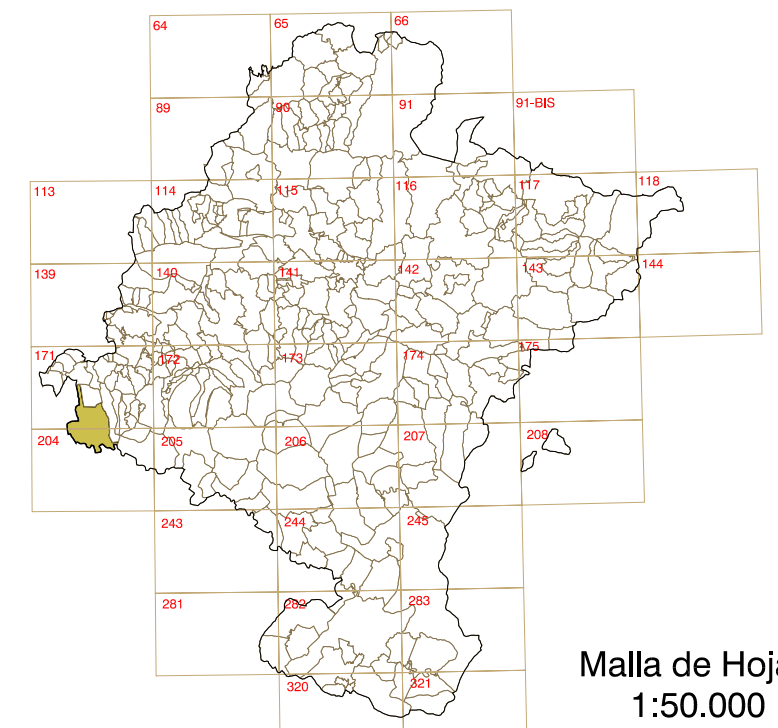 64 65 66
89 90 91 91-BIS
113 114 115 116 117 118
139 140 141 142 143 144
171 172 173 174 175
204 205 206 207 208
243 244 245
281 282 283
320 321
Malla de Hoja
1:50.000